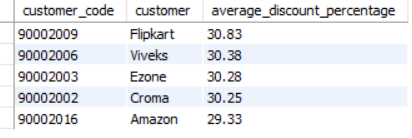 customer_code customer average_discount_percentage
90002009 Flipkart 30.83
90002006 Viveks 30.38
90002003 Ezone 30.28
90002002 Croma 30.25
90002016 Amazon 29.33